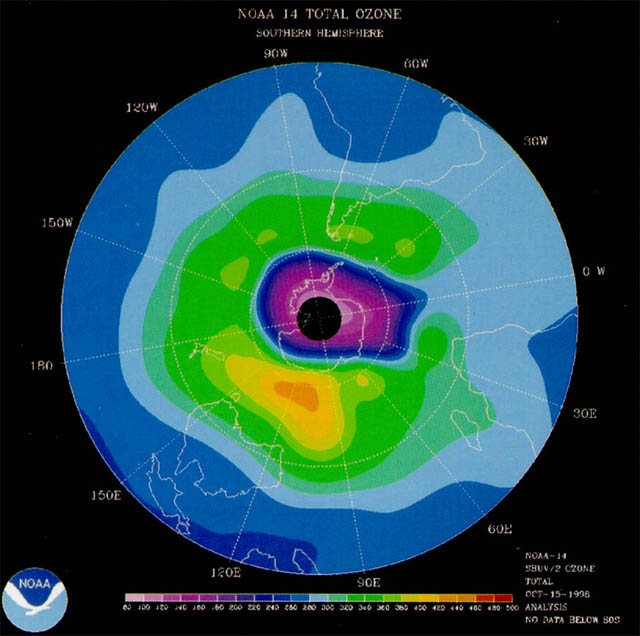 NOAA 14 TOTAL OZONE
SOUTHERN HEMISPHERE
90W
60W
120W
30W
150W
0 W
180
30E
150E
60E
120E
90E
NOAA
NOAA-14
SBUV/2 OZONE
TOTAL
OCT-15-1998
ANALYSIS
NO DATA BELOW 80S
80 100 120 140 160 180 200 220 240 260 280 300 320 340 360 380 400 420 440 460 480 500